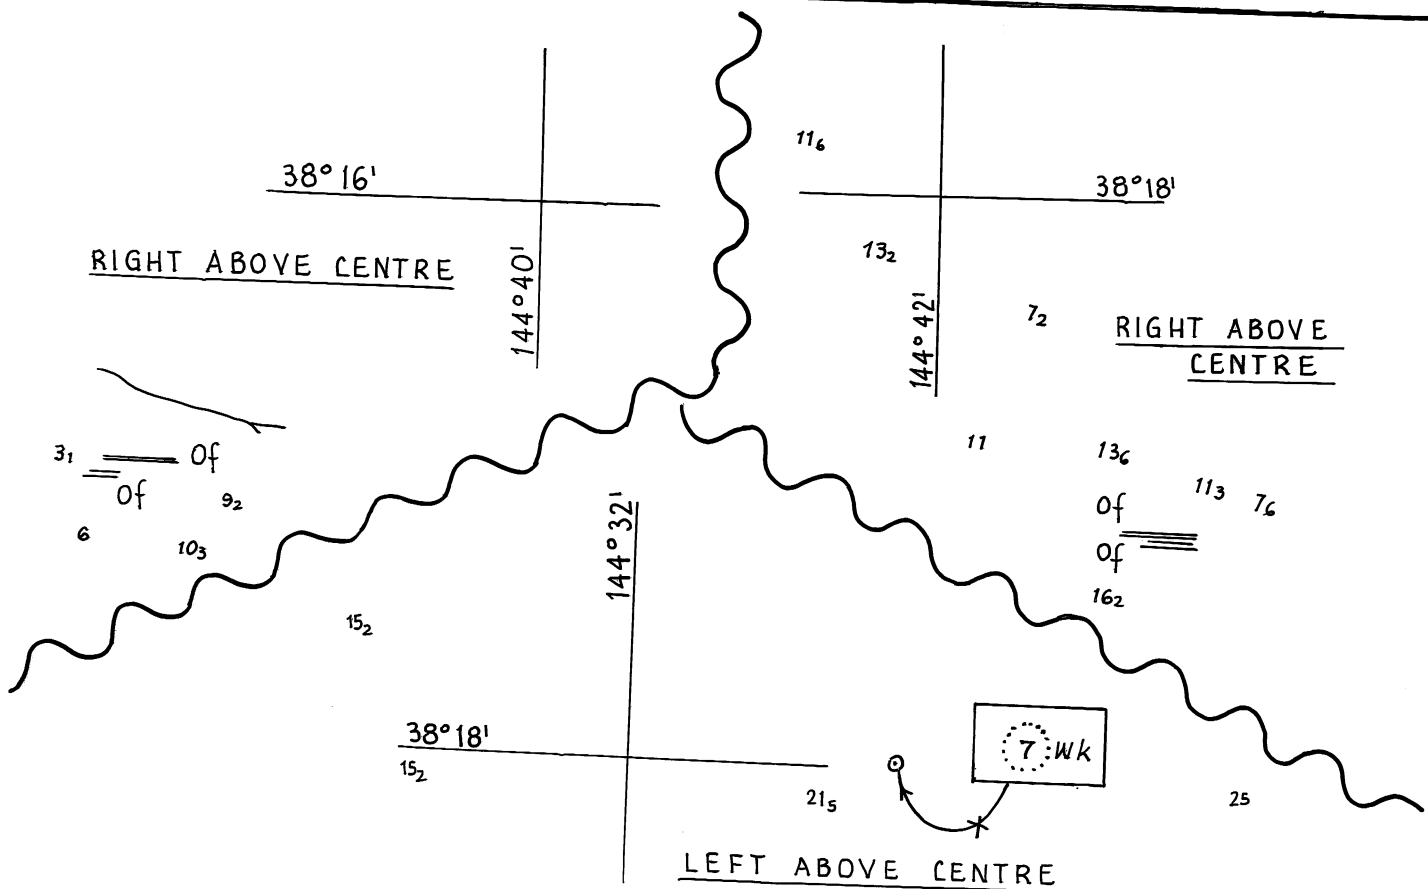 11₆
38°16'
38°18'
RIGHT ABOVE CENTRE
144°40'
13₂
144°42'
7₂
RIGHT ABOVE
CENTRE
3₁
Of
Of
9₂
6
10₃
11
13₆
11₃
7₆
Of
Of
16₂
15₂
144°32'
38°18'
15₂
21₅
7 Wk
25
LEFT ABOVE CENTRE